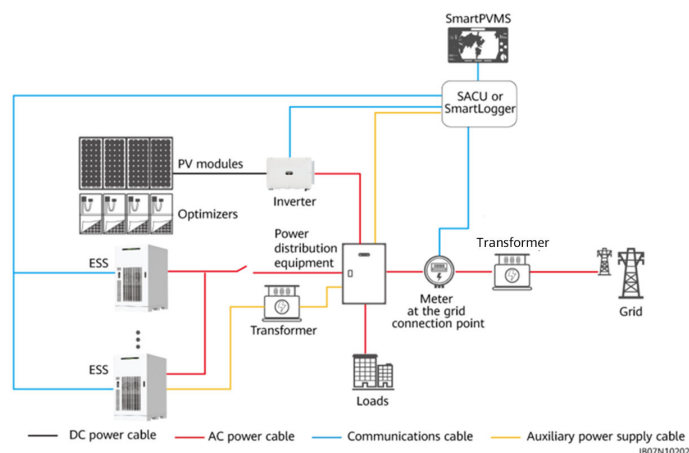 SmartPVMS
SACU or
SmartLogger
PV modules
Inverter
Optimizers
Power
distribution
equipment
Transformer
ESS
Transformer
Meter
at the grid
connection point
Grid
ESS
Loads
DC power cable
AC power cable
Communications cable
Auxiliary power supply cable
IB07N10202